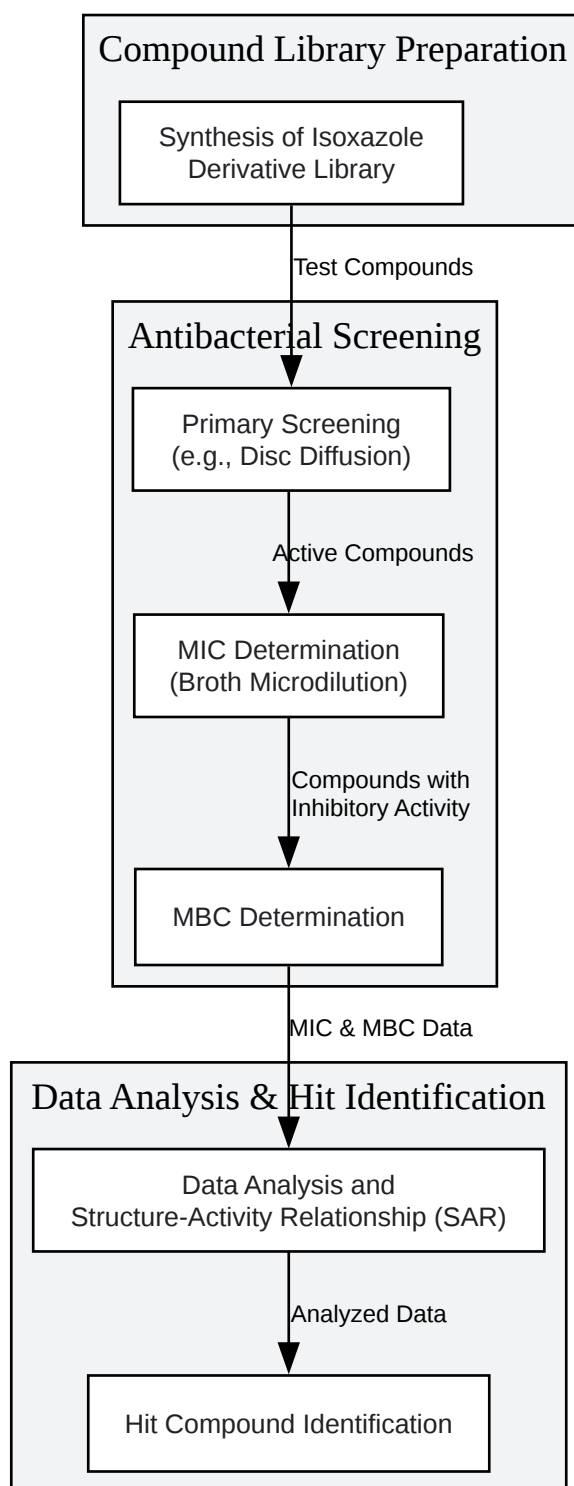 Compound Library Preparation
Synthesis of Isoxazole
Derivative Library
Test Compounds
Antibacterial Screening
Primary Screening
(e.g., Disc Diffusion)
Active Compounds
MIC Determination
(Broth Microdilution)
Compounds with
Inhibitory Activity
MBC Determination
MIC & MBC Data
Data Analysis & Hit Identification
Data Analysis and
Structure-Activity Relationship (SAR)
Analyzed Data
Hit Compound Identification